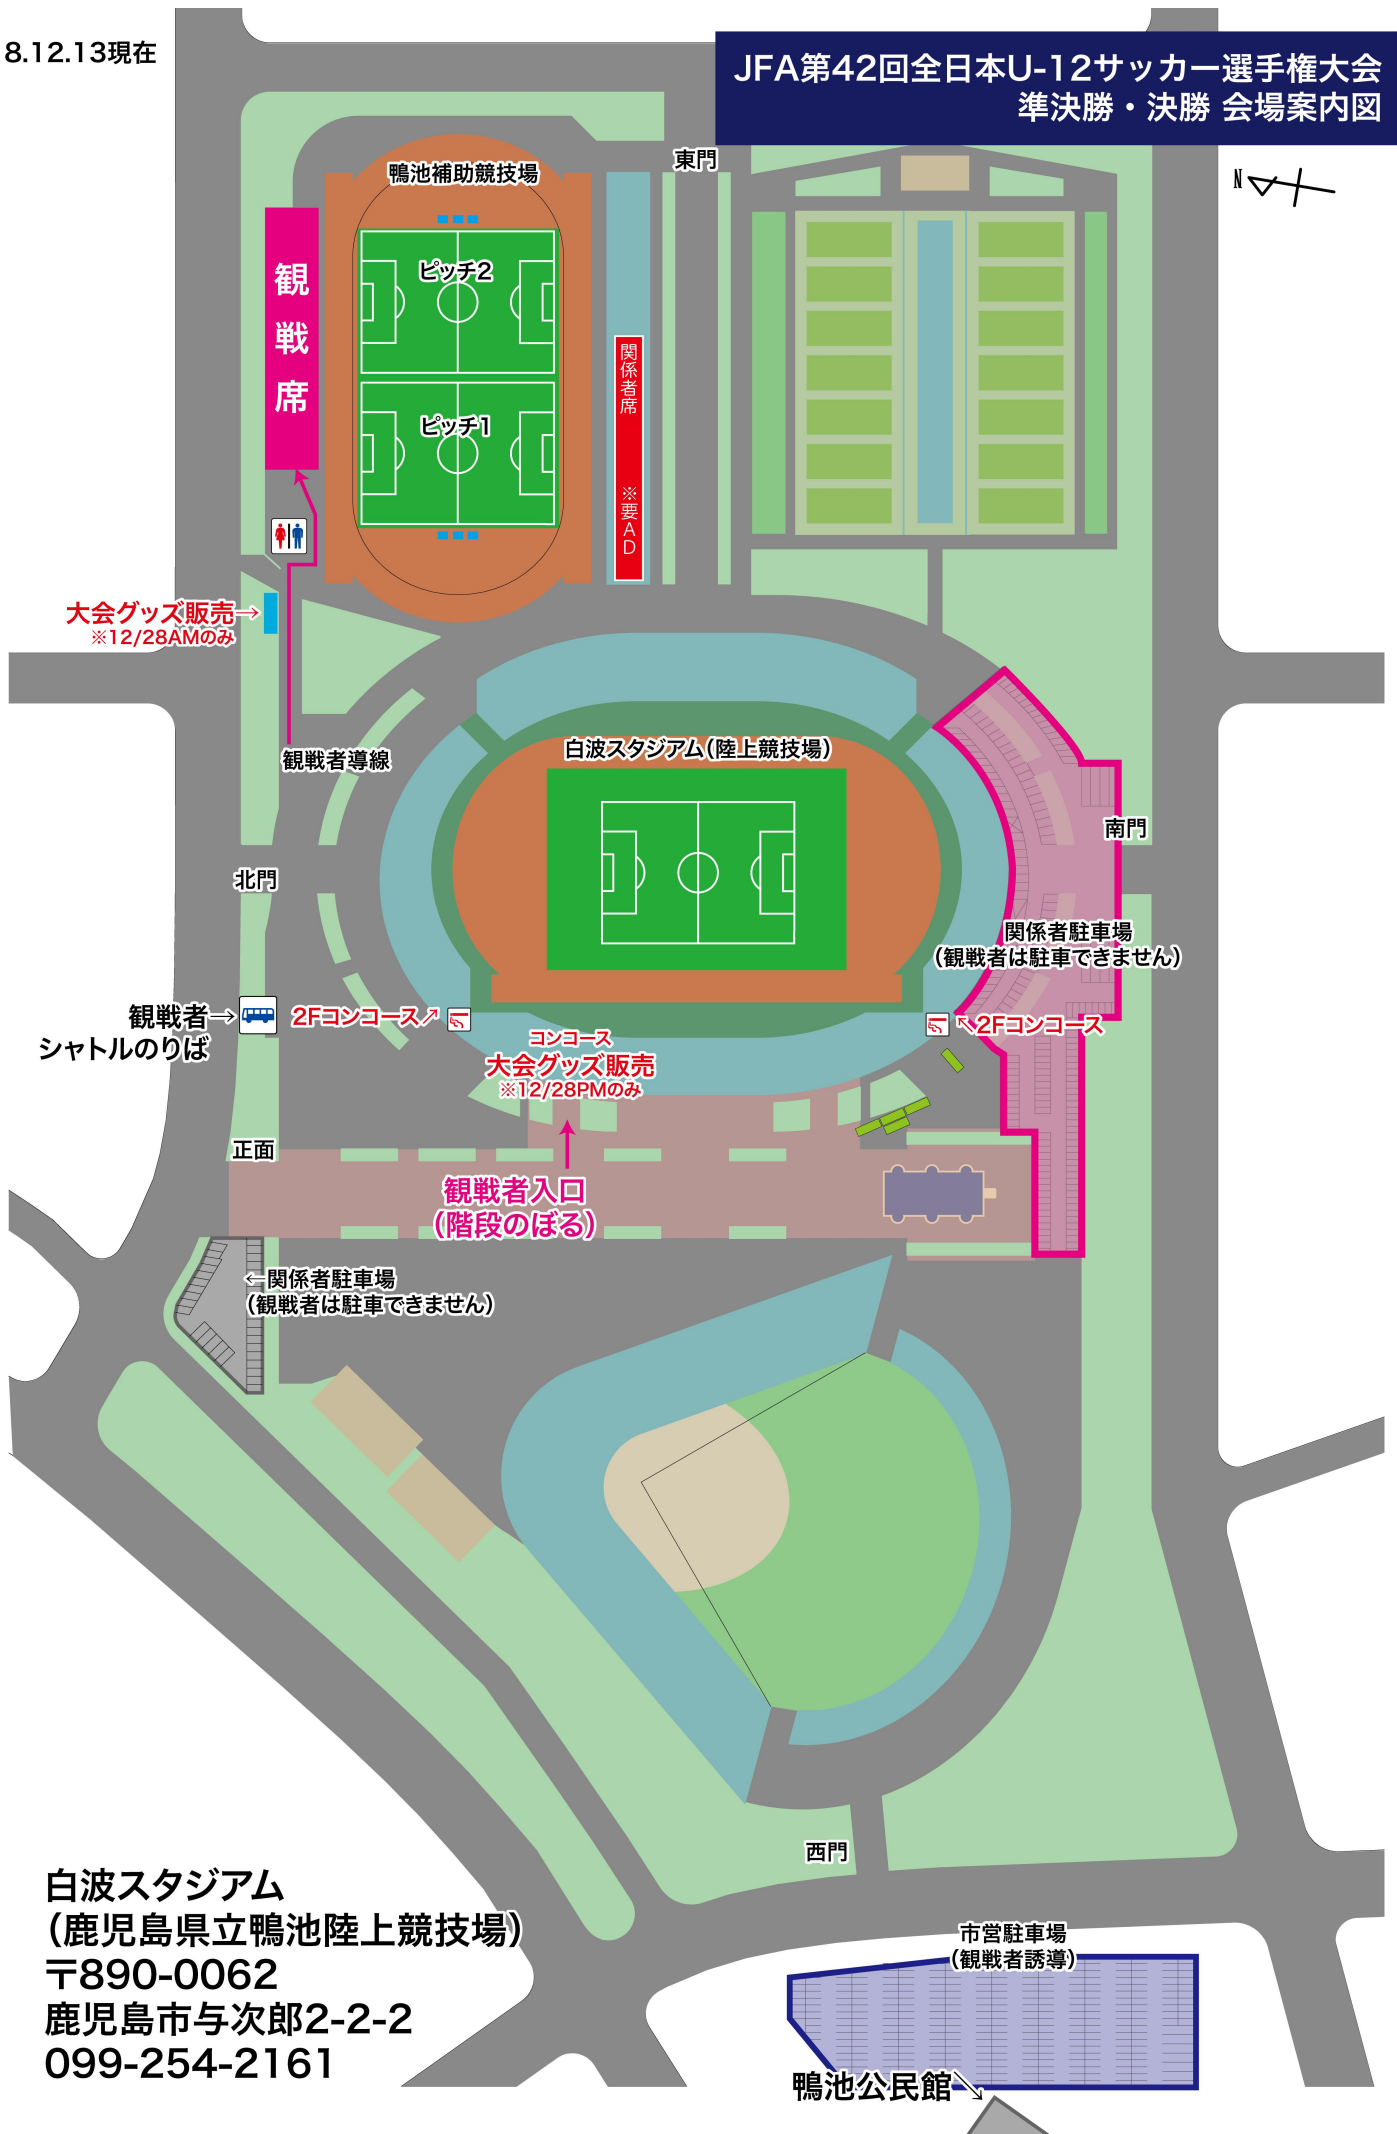 8.12.13現在
JFA第42回全日本U-12サッカー選手権大会
準決勝・決勝 会場案内図
東門
鴨池補助競技場
N
観戦席
ピッチ2
ピッチ1
関係者席 ※要AD
大会グッズ販売→
※12/28AMのみ
観戦者導線
白波スタジアム（陸上競技場）
南門
北門
関係者駐車場
（観戦者は駐車できません）
観戦者→
シャトルのりば
2Fコンコース↗
↖2Fコンコース
コンコース
大会グッズ販売
※12/28PMのみ
正面
観戦者入口
（階段のぼる）
←関係者駐車場
（観戦者は駐車できません）
西門
白波スタジアム
（鹿児島県立鴨池陸上競技場）
〒890-0062
鹿児島市与次郎2-2-2
099-254-2161
市営駐車場
（観戦者誘導）
鴨池公民館↘